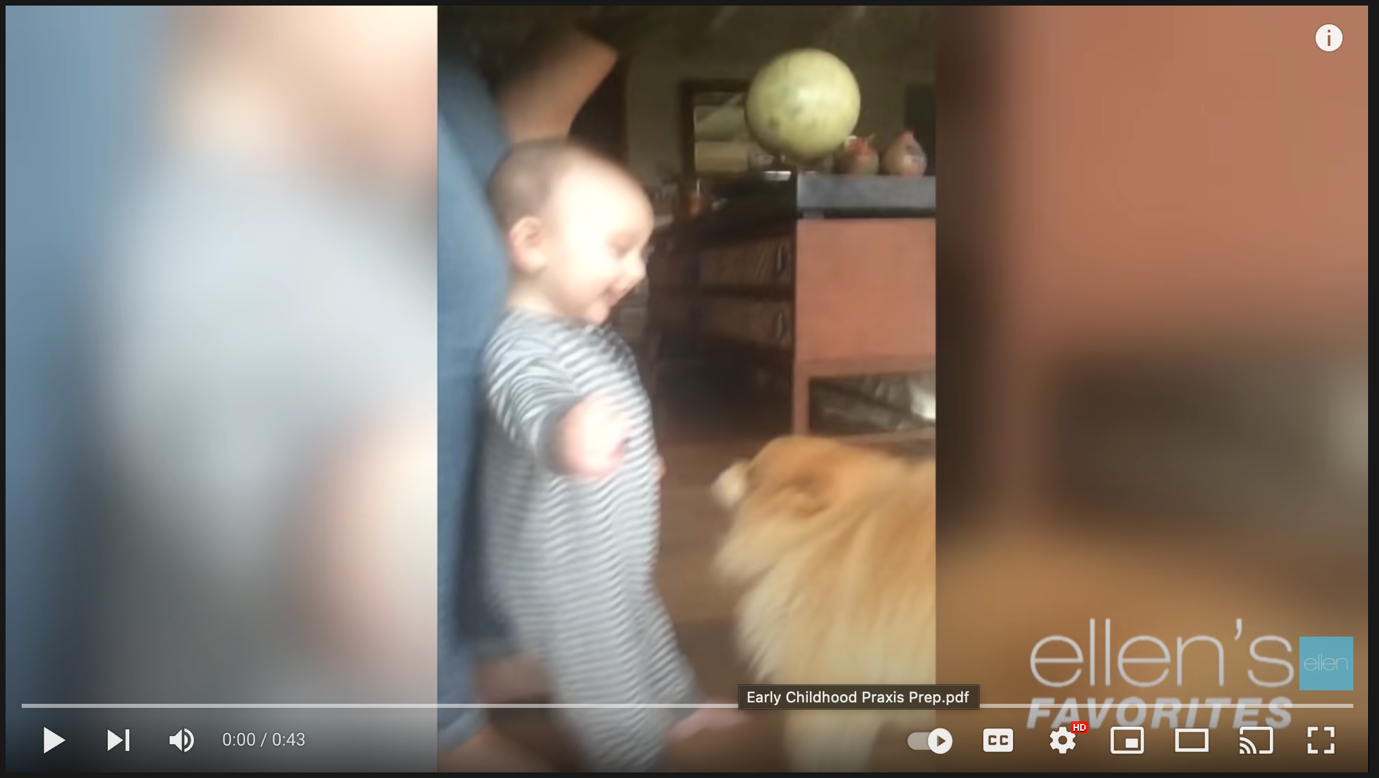 ellen's
ellen
FAVORITES
Early Childhood Praxis Prep.pdf
0:00 / 0:43
CC
HD